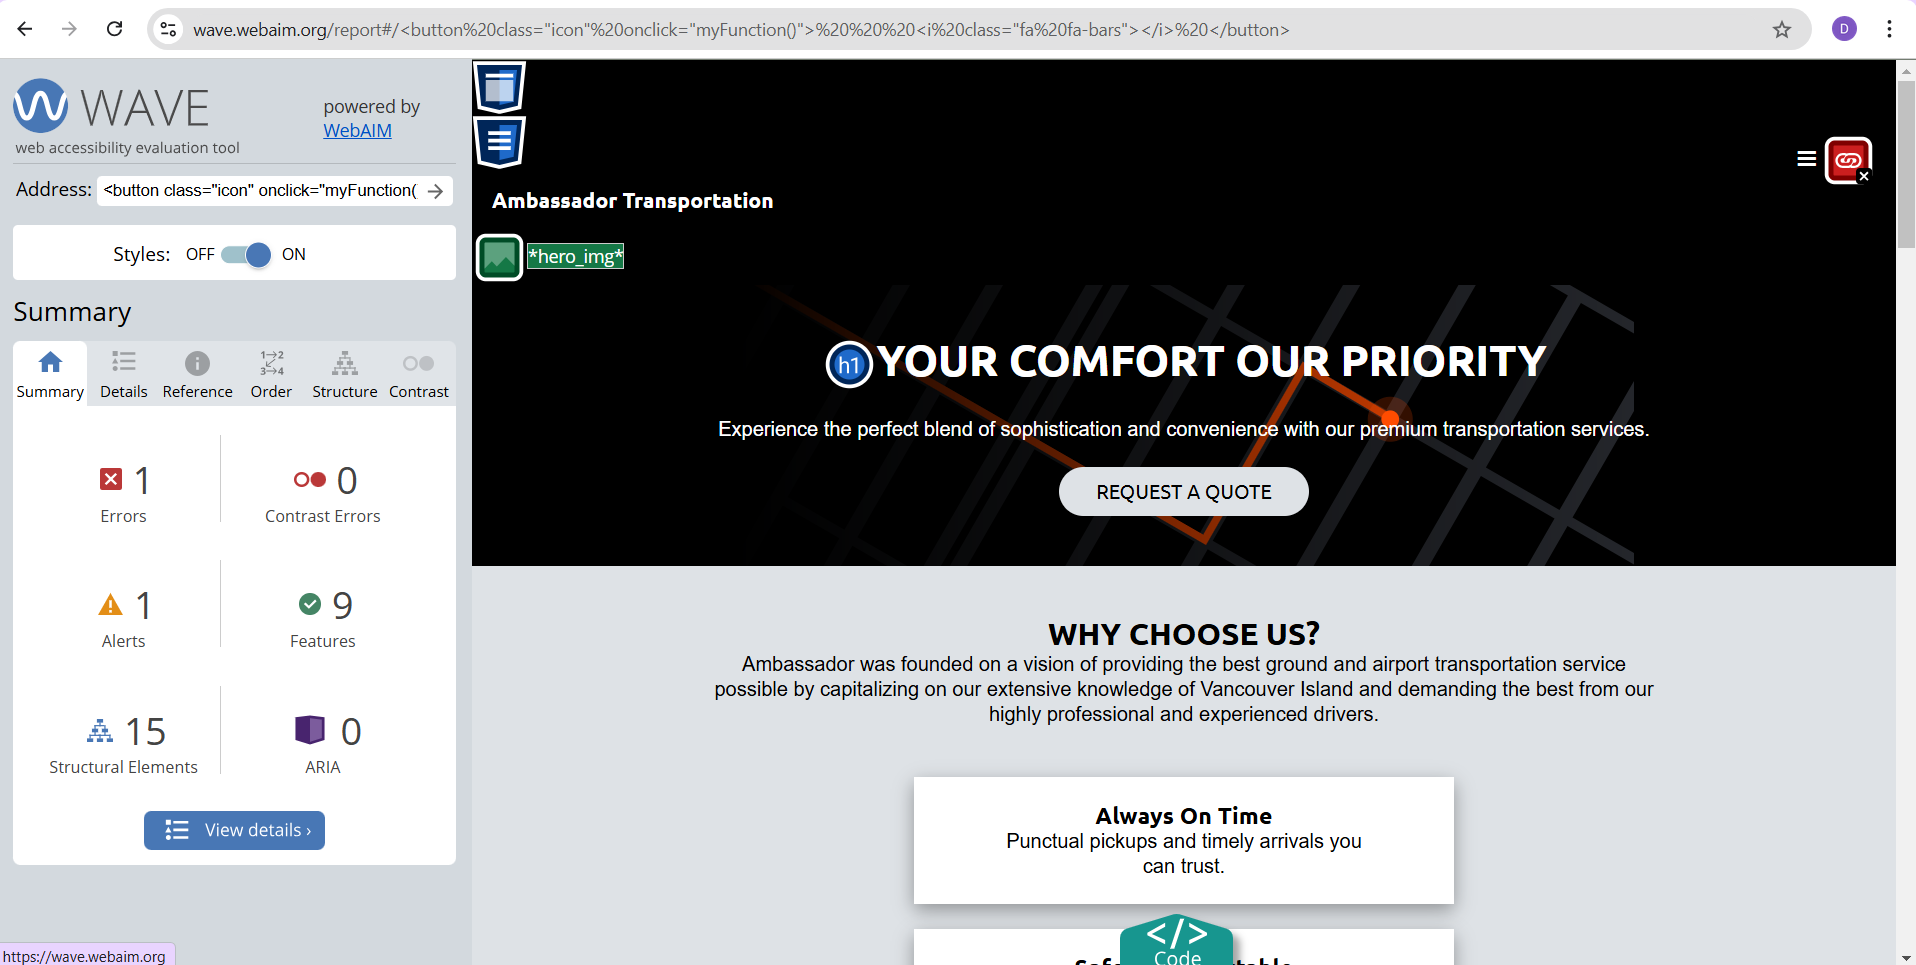 wave.webaim.org/report#/<button%20class="icon"%20onclick="myFunction()">%20%20%20<i%20class="fa%20fa-bars"></i>%20</button>
D
WAVE
powered by
WebAIM
web accessibility evaluation tool
Address: <button class="icon" onclick="myFunction(
Styles: OFF ON
Summary
Summary Details Reference Order Structure Contrast
1 Errors
0 Contrast Errors
1 Alerts
9 Features
15 Structural Elements
0 ARIA
View details ›
https://wave.webaim.org
Ambassador Transportation
*hero_img*
h1 YOUR COMFORT OUR PRIORITY
Experience the perfect blend of sophistication and convenience with our premium transportation services.
REQUEST A QUOTE
WHY CHOOSE US?
Ambassador was founded on a vision of providing the best ground and airport transportation service
possible by capitalizing on our extensive knowledge of Vancouver Island and demanding the best from our
highly professional and experienced drivers.
Always On Time
Punctual pickups and timely arrivals you
can trust.
</>
Code